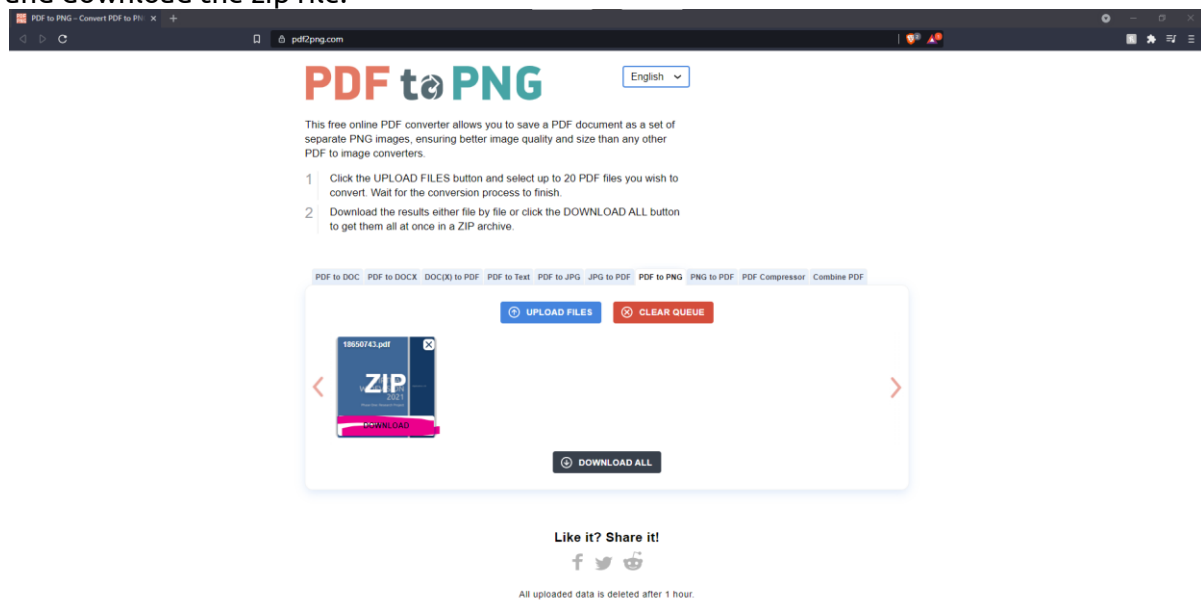 and download the zip file.
PDF to PNG – Convert PDF to PN
pdf2png.com
PDF to PNG
English
This free online PDF converter allows you to save a PDF document as a set of
separate PNG images, ensuring better image quality and size than any other
PDF to image converters.
1 Click the UPLOAD FILES button and select up to 20 PDF files you wish to
convert. Wait for the conversion process to finish.
2 Download the results either file by file or click the DOWNLOAD ALL button
to get them all at once in a ZIP archive.
PDF to DOC PDF to DOCX DOC(X) to PDF PDF to Text PDF to JPG JPG to PDF PDF to PNG PNG to PDF PDF Compressor Combine PDF
UPLOAD FILES CLEAR QUEUE
18650743.pdf
ZIP
2021
DOWNLOAD
DOWNLOAD ALL
Like it? Share it!
All uploaded data is deleted after 1 hour.